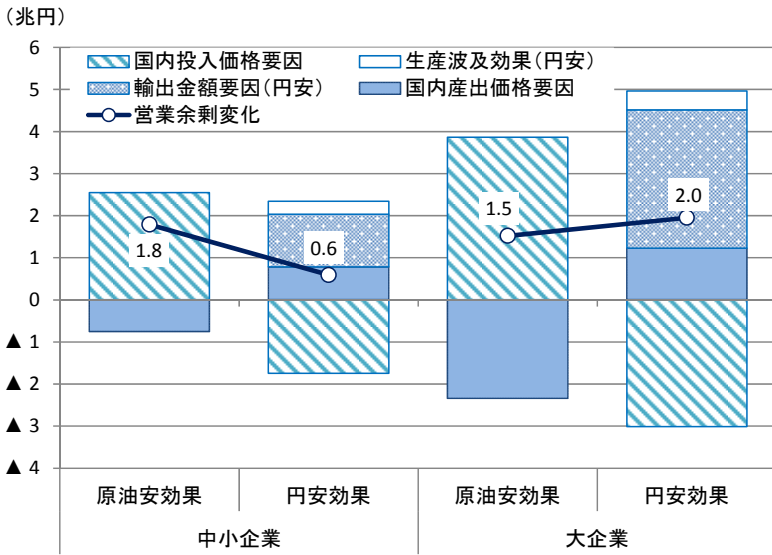 （兆円）
6
国内投入価格要因 生産波及効果（円安）
5
輸出金額要因（円安） 国内産出価格要因
営業余剰変化
4
3
2
1
0
▲ 1
▲ 2
▲ 3
▲ 4
1.8
0.6
1.5
2.0
原油安効果 円安効果 原油安効果 円安効果
中小企業 大企業